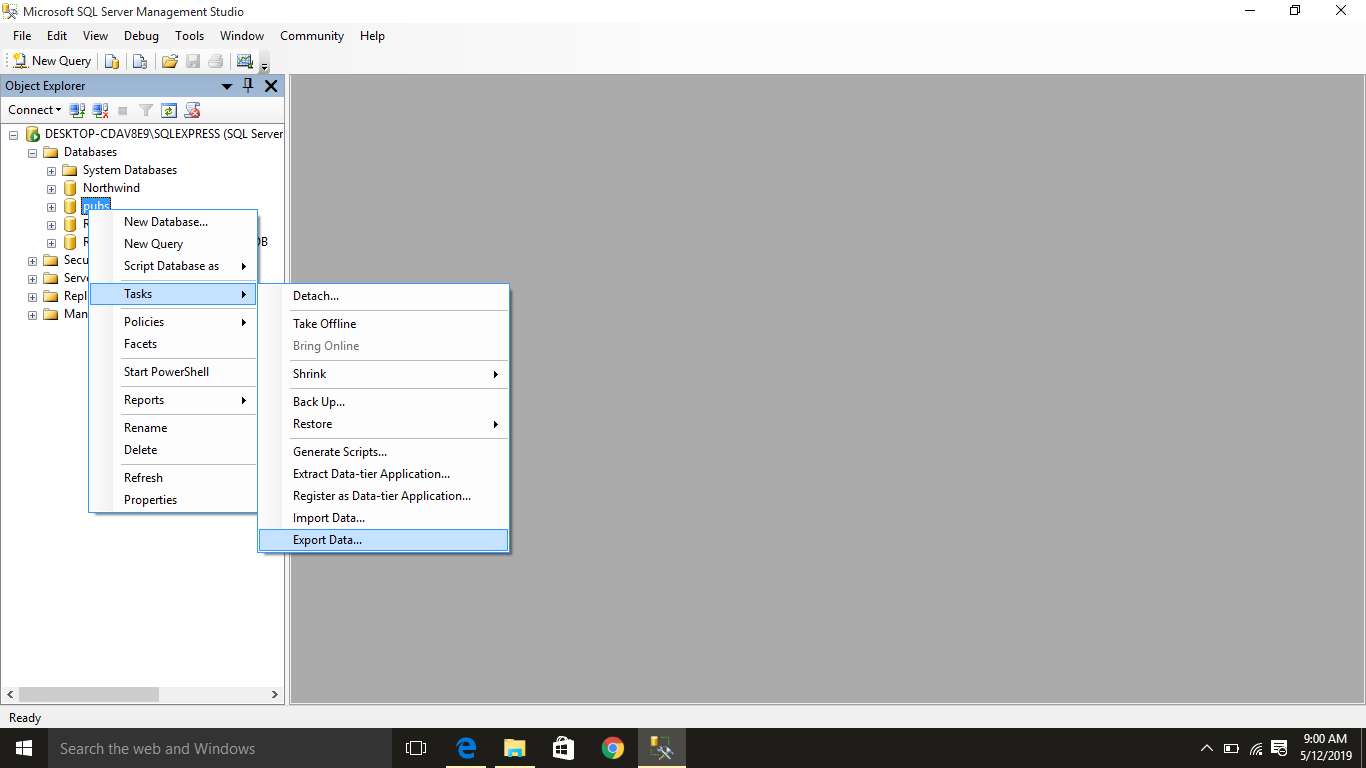 Microsoft SQL Server Management Studio
File Edit View Debug Tools Window Community Help
New Query
Object Explorer
Connect
DESKTOP-CDAV8E9\SQLEXPRESS (SQL Server
Databases
System Databases
Northwind
pubs
New Database...
New Query
Script Database as
Tasks
Policies
Facets
Start PowerShell
Reports
Rename
Delete
Refresh
Properties
Detach...
Take Offline
Bring Online
Shrink
Back Up...
Restore
Generate Scripts...
Extract Data-tier Application...
Register as Data-tier Application...
Import Data...
Export Data...
Ready
Search the web and Windows
9:00 AM
5/12/2019